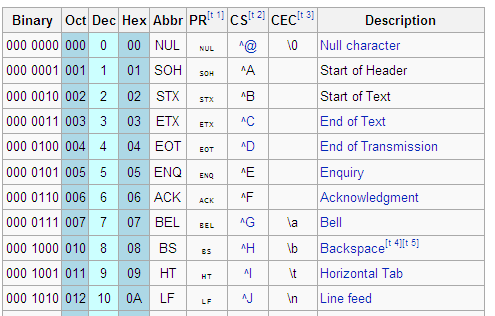 Binary Oct Dec Hex Abbr PR[t 1] CS[t 2] CEC[t 3] Description
000 0000 000 0 00 NUL NUL ^@ \0 Null character
000 0001 001 1 01 SOH SOH ^A Start of Header
000 0010 002 2 02 STX STX ^B Start of Text
000 0011 003 3 03 ETX ETX ^C End of Text
000 0100 004 4 04 EOT EOT ^D End of Transmission
000 0101 005 5 05 ENQ ENQ ^E Enquiry
000 0110 006 6 06 ACK ACK ^F Acknowledgment
000 0111 007 7 07 BEL BEL ^G \a Bell
000 1000 010 8 08 BS BS ^H \b Backspace[t 4][t 5]
000 1001 011 9 09 HT HT ^I \t Horizontal Tab
000 1010 012 10 0A LF LF ^J \n Line feed